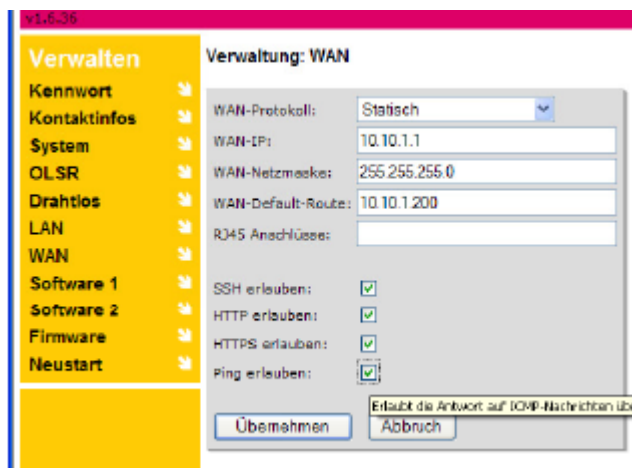 v1.6.36
Verwalten
Kennwort
Kontaktinfos
System
OLSR
Drahtlos
LAN
WAN
Software 1
Software 2
Firmware
Neustart
Verwaltung: WAN
WAN-Protokoll: Statisch
WAN-IP: 10.10.1.1
WAN-Netzmaske: 255.255.255.0
WAN-Default-Route: 10.10.1.200
RJ45 Anschlüsse:
SSH erlauben:
HTTP erlauben:
HTTPS erlauben:
Ping erlauben:
Erlaubt die Antwort auf ICMP-Nachrichten üb
Übernehmen Abbruch